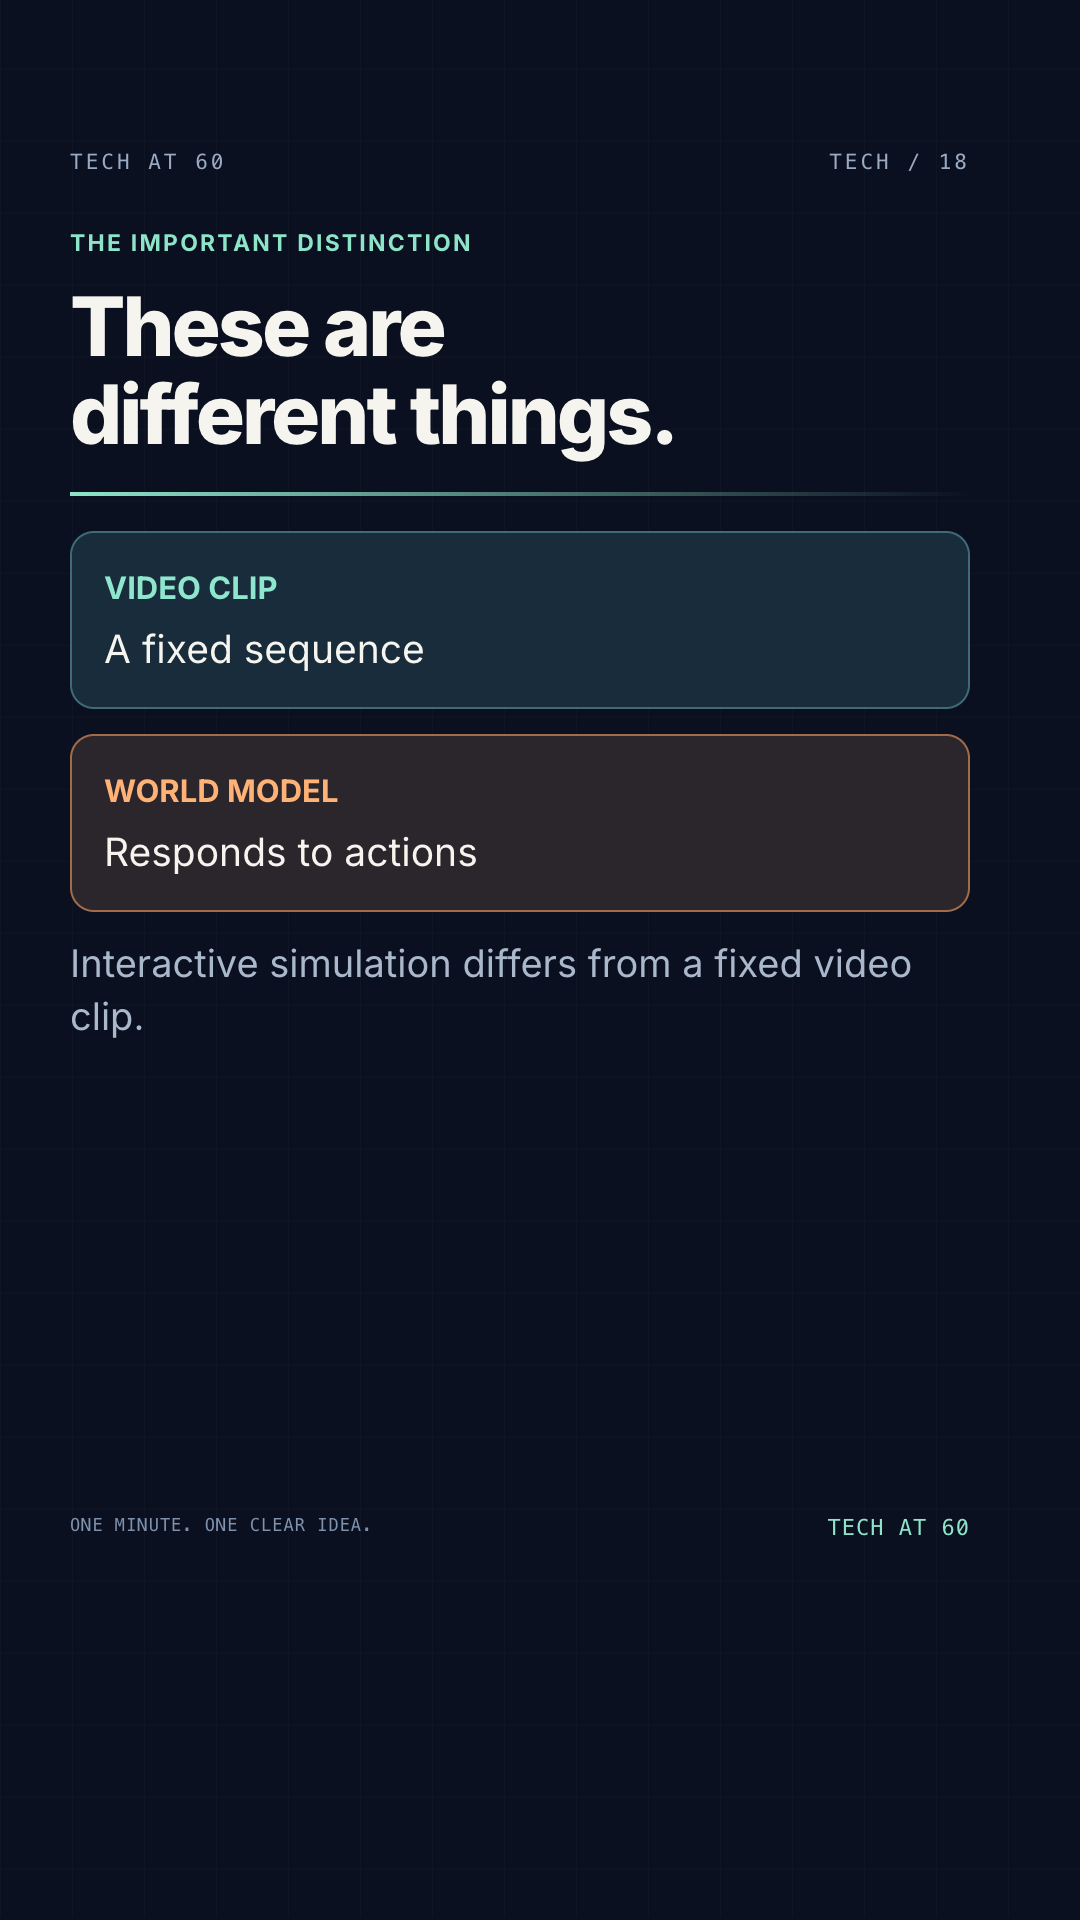 TECH AT 60
TECH / 18
THE IMPORTANT DISTINCTION
These are
different things.
VIDEO CLIP
A fixed sequence
WORLD MODEL
Responds to actions
Interactive simulation differs from a fixed video
clip.
ONE MINUTE. ONE CLEAR IDEA.
TECH AT 60